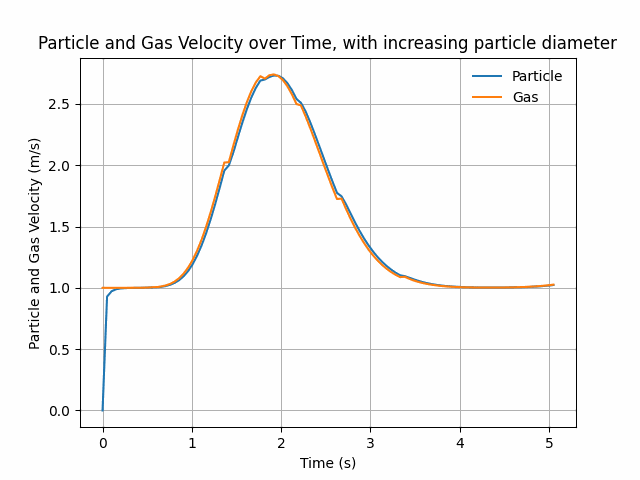 Particle and Gas Velocity over Time, with increasing particle diameter
Particle
Gas
Particle and Gas Velocity (m/s)
2.5
2.0
1.5
1.0
0.5
0.0
0 1 2 3 4 5
Time (s)